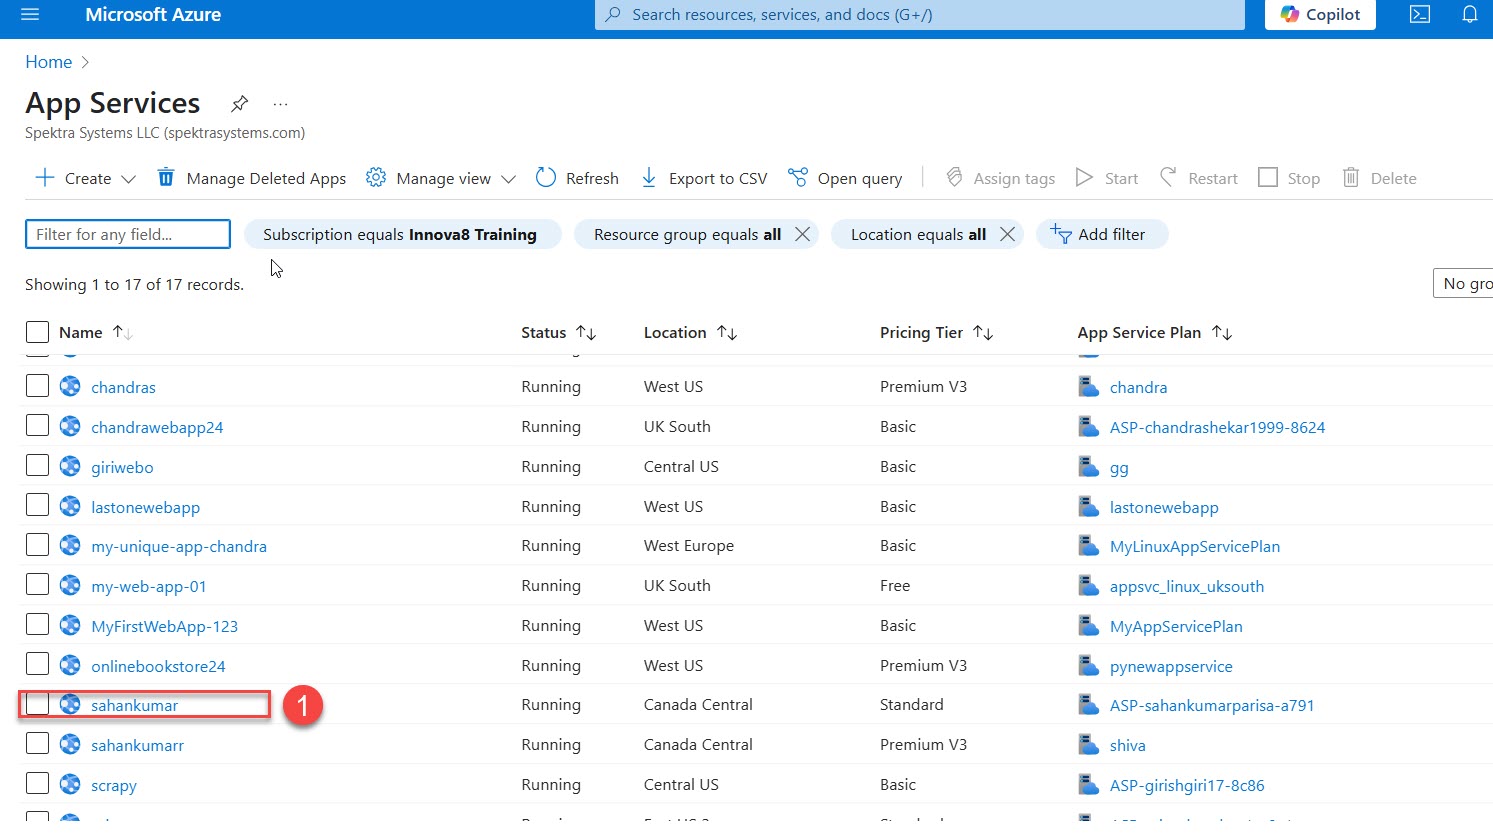 Microsoft Azure
Search resources, services, and docs (G+/)
Copilot
Home
App Services
Spektra Systems LLC (spektrasystems.com)
Create Manage Deleted Apps Manage view Refresh Export to CSV Open query Assign tags Start Restart Stop Delete
Filter for any field... Subscription equals Innova8 Training Resource group equals all Location equals all Add filter
Showing 1 to 17 of 17 records.
No gro
Name Status Location Pricing Tier App Service Plan
chandras Running West US Premium V3 chandra
chandrawebapp24 Running UK South Basic ASP-chandrashekar1999-8624
giriwebo Running Central US Basic gg
lastonewebapp Running West US Basic lastonewebapp
my-unique-app-chandra Running West Europe Basic MyLinuxAppServicePlan
my-web-app-01 Running UK South Free appsvc_linux_uksouth
MyFirstWebApp-123 Running West US Basic MyAppServicePlan
onlinebookstore24 Running West US Premium V3 pynewappservice
sahankumar 1 Running Canada Central Standard ASP-sahankumarparisa-a791
sahankumarr Running Canada Central Premium V3 shiva
scrapy Running Central US Basic ASP-girishgiri17-8c86